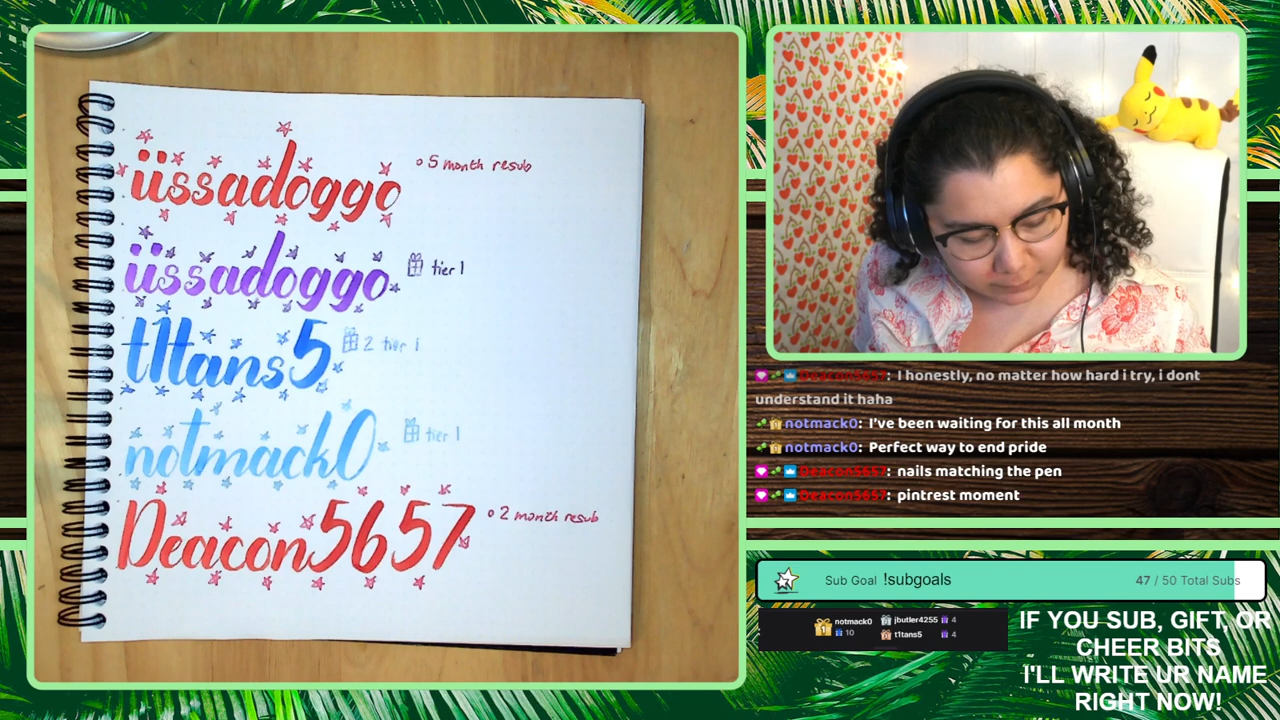 iissadoggo
5 month resub
iissadoggo
tier 1
t1tans5
2 tier 1
notmack0
tier 1
Deacon5657
2 month resub
Deacon5657: I honestly, no matter how hard i try, i dont
understand it haha
notmack0: I've been waiting for this all month
notmack0: Perfect way to end pride
Deacon5657: nails matching the pen
Deacon5657: pintrest moment
Sub Goal !subgoals 47 / 50 Total Subs
1 notmack0 10
2 jbutler4255 4
3 t1tans5 4
IF YOU SUB, GIFT, OR
CHEER BITS
I'LL WRITE UR NAME
RIGHT NOW!